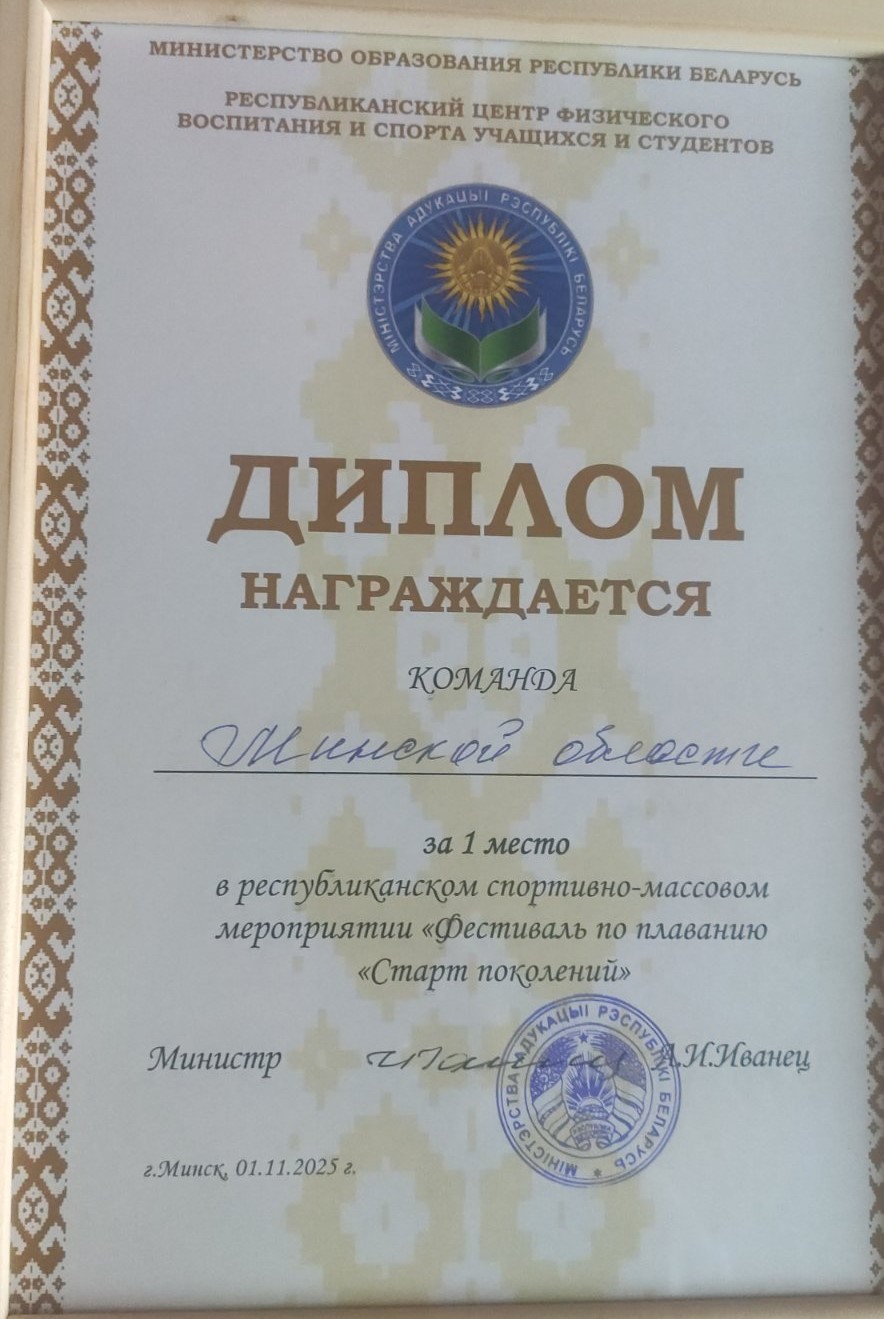 МИНИСТЕРСТВО ОБРАЗОВАНИЯ РЕСПУБЛИКИ БЕЛАРУСЬ
РЕСПУБЛИКАНСКИЙ ЦЕНТР ФИЗИЧЕСКОГО
ВОСПИТАНИЯ И СПОРТА УЧАЩИХСЯ И СТУДЕНТОВ
МІНІСТЭРСТВА АДУКАЦЫІ РЭСПУБЛІКІ БЕЛАРУСЬ
ДИПЛОМ
НАГРАЖДАЕТСЯ
КОМАНДА
Минской области
за 1 место
в республиканском спортивно-массовом
мероприятии «Фестиваль по плаванию
«Старт поколений»
Министр А.И.Иванец
МІНІСТЭРСТВА АДУКАЦЫІ РЭСПУБЛІКІ БЕЛАРУСЬ *
г.Минск, 01.11.2025 г.